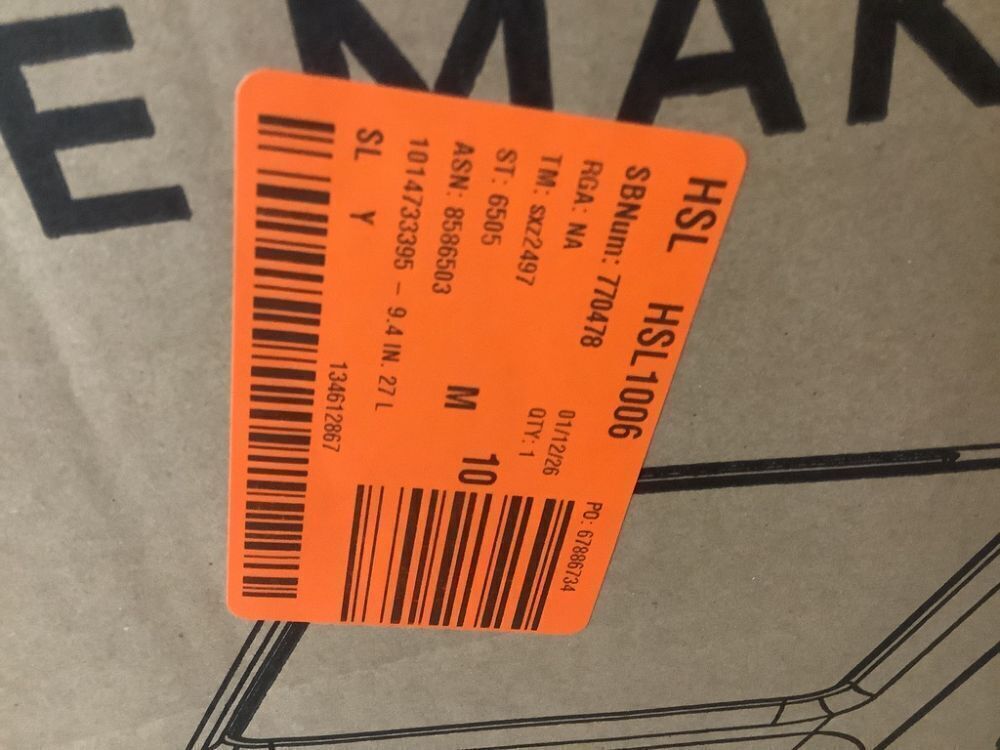 E MAK
HSL HSL1006
SBNum: 770478
RGA: NA
PO: 67886734
TM: sxz2497
01/12/26
ST: 6505
QTY: 1
ASN: 8586503
M 10
1014733395 - 9.4 IN. 27 L
SL Y
134612867